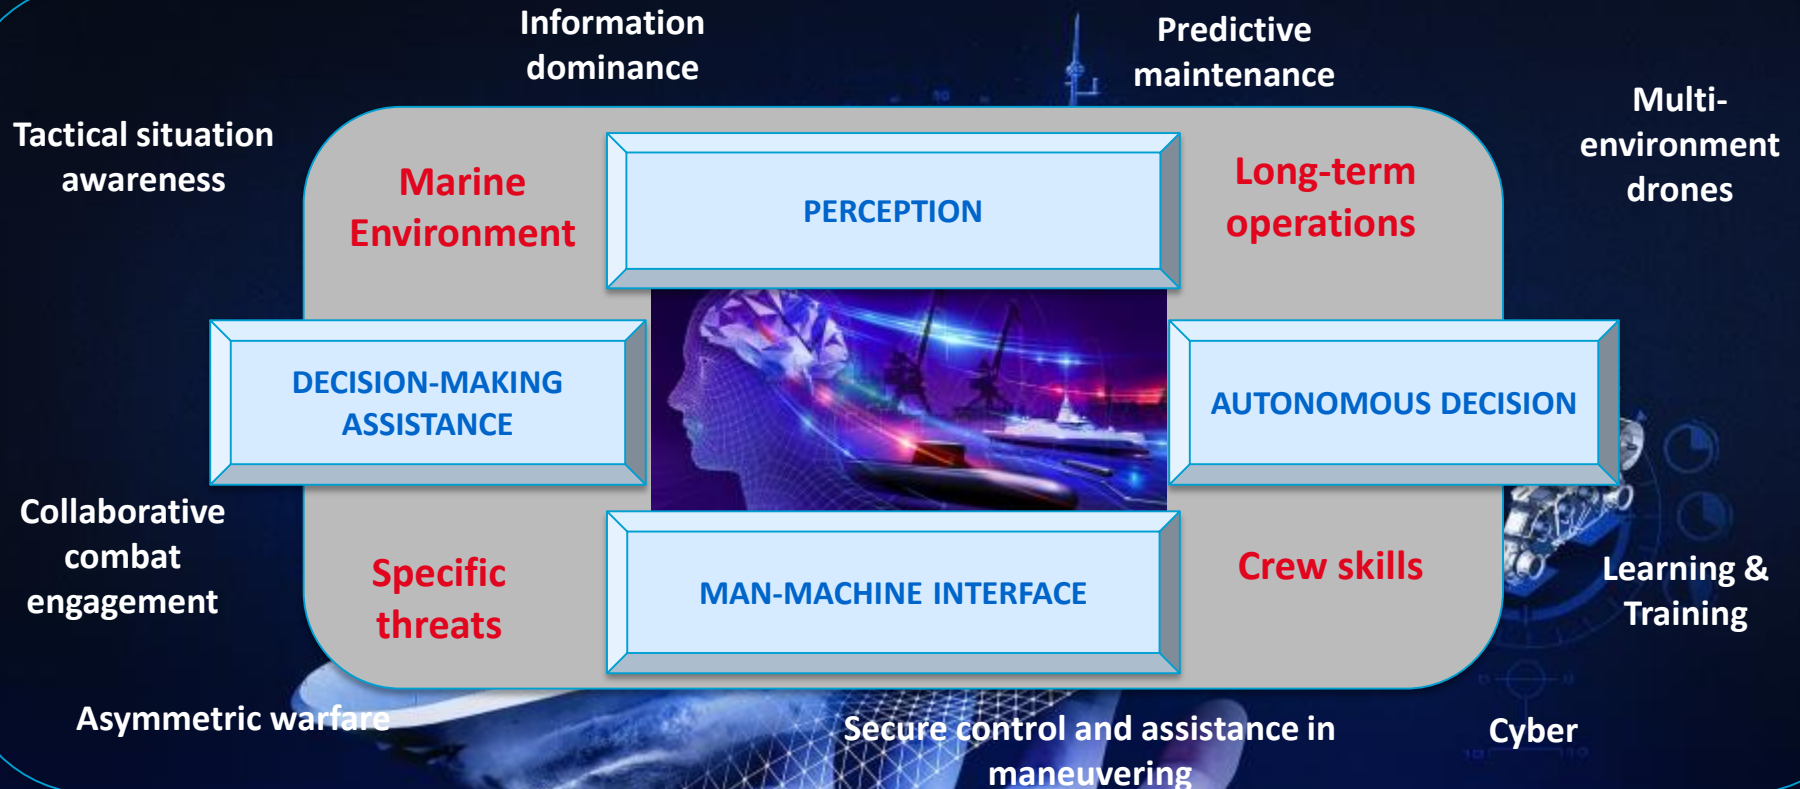 Information
dominance
Predictive
maintenance
Multi-
environment
drones
Tactical situation
awareness
Marine
Environment
PERCEPTION
Long-term
operations
DECISION-MAKING
ASSISTANCE
AUTONOMOUS DECISION
Collaborative
combat
engagement
Specific
threats
MAN-MACHINE INTERFACE
Crew skills
Learning &
Training
Asymmetric warfare
Secure control and assistance in
maneuvering
Cyber